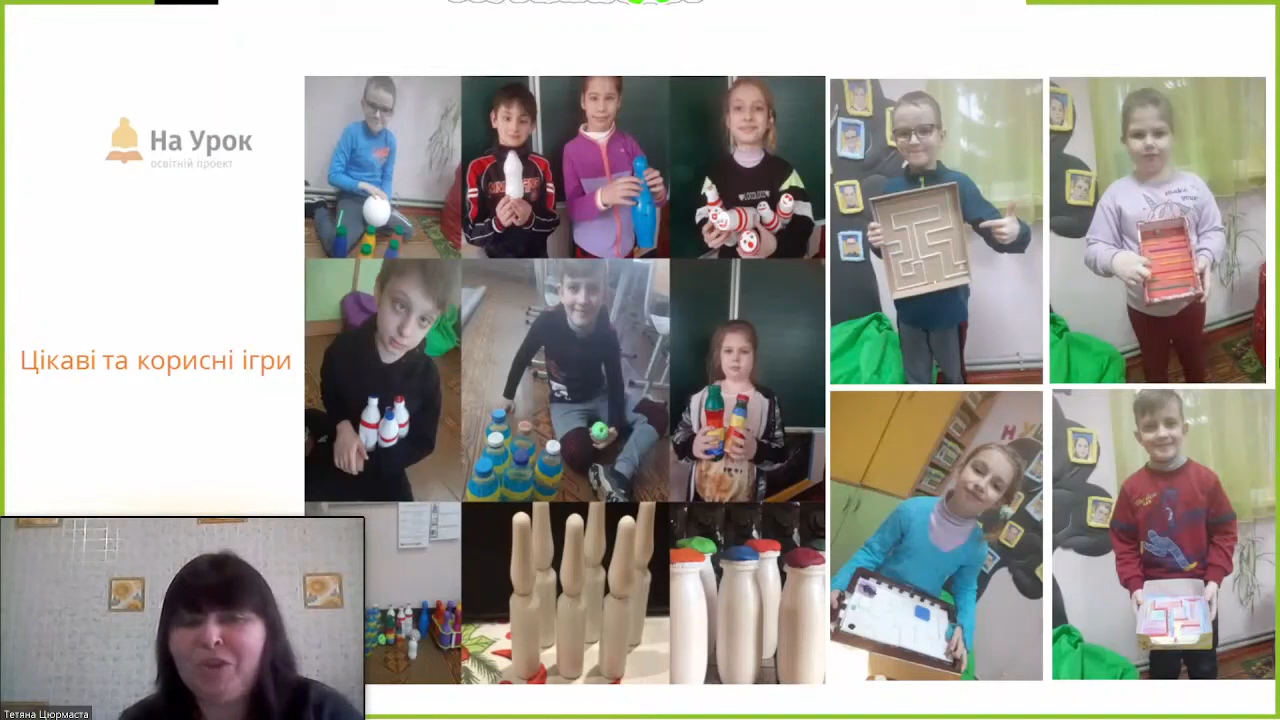 На Урок
освітній проект
Цікаві та корисні ігри
Тетяна Цюрмаста